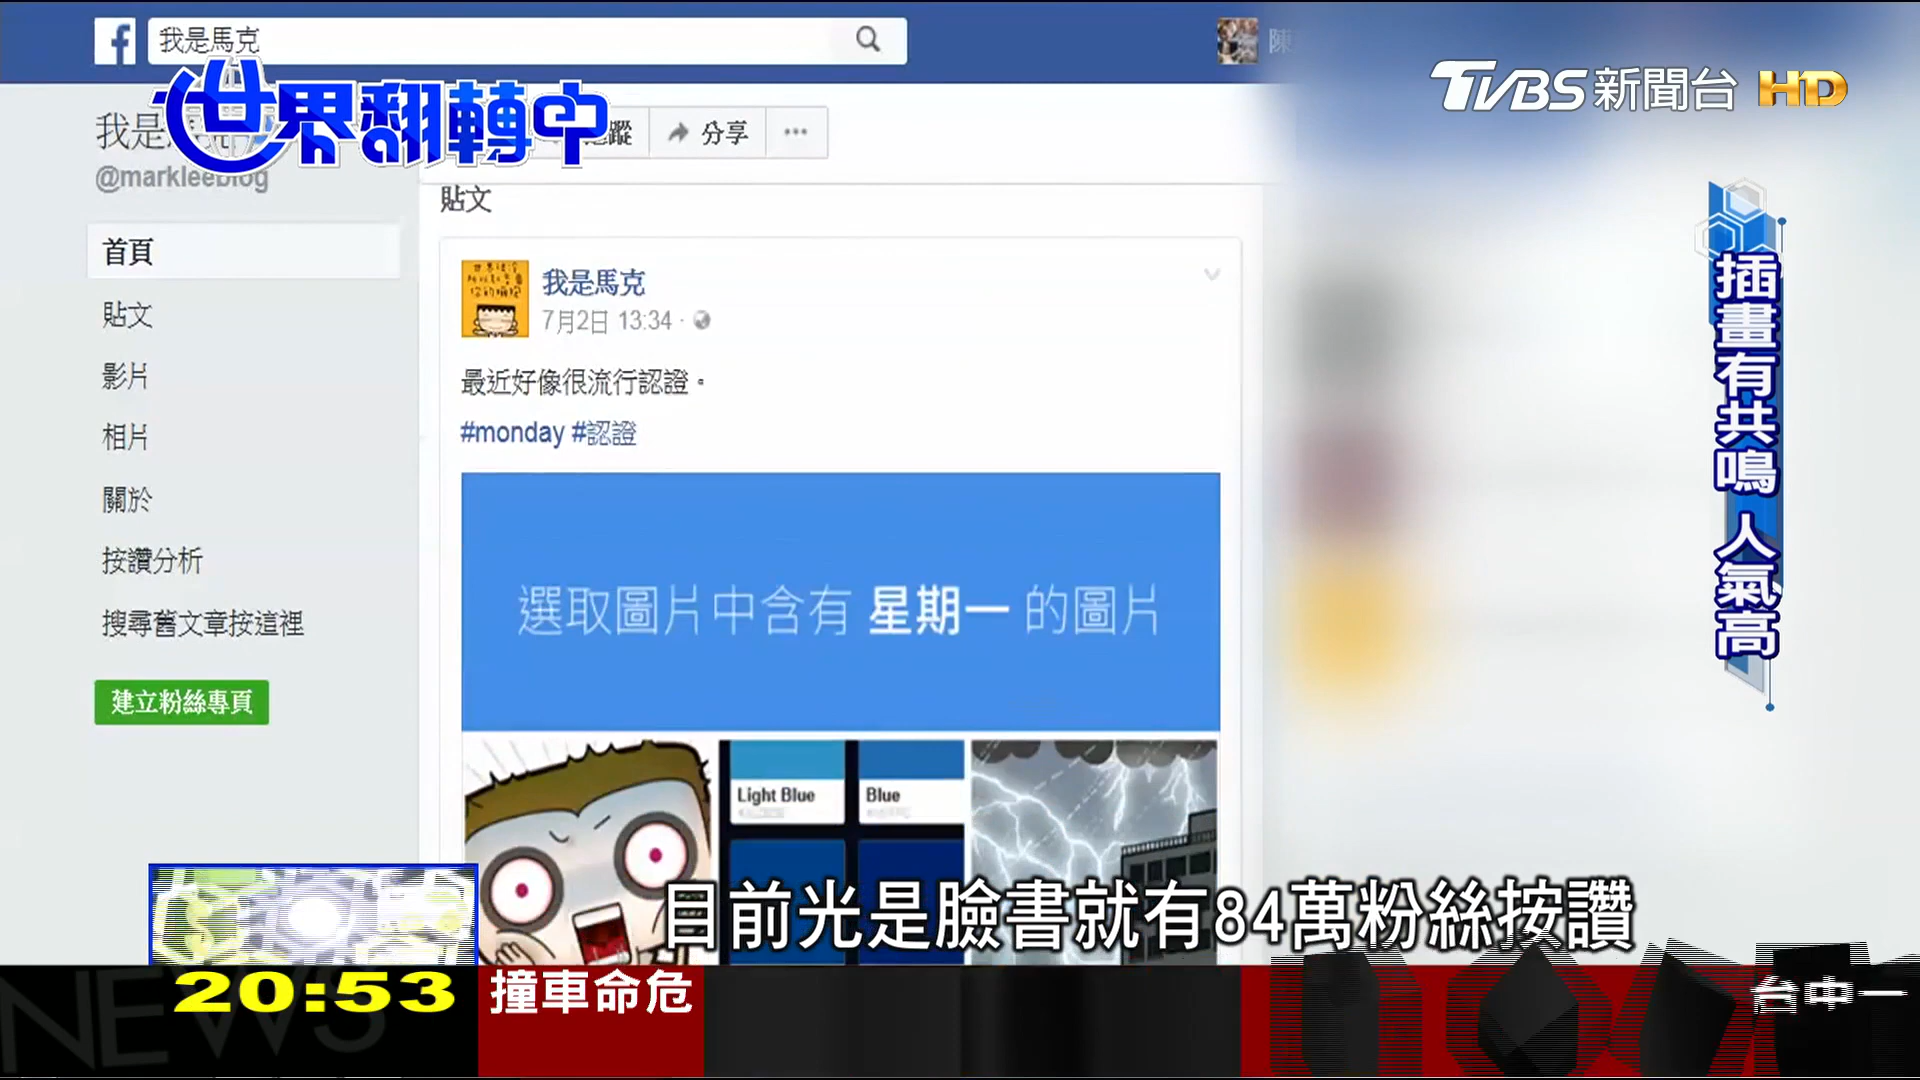 我是馬克
TVBS新聞台 HD
世界翻轉中
我是
@markleeblog
分享
貼文
首頁
貼文
影片
相片
關於
按讚分析
搜尋舊文章按這裡
建立粉絲專頁
我是馬克
7月2日 13:34
最近好像很流行認證。
#monday #認證
選取圖片中含有 星期一 的圖片
Light Blue
Blue
插畫有共鳴 人氣高
目前光是臉書就有84萬粉絲按讚
NEWS
20:53
撞車命危
台中一